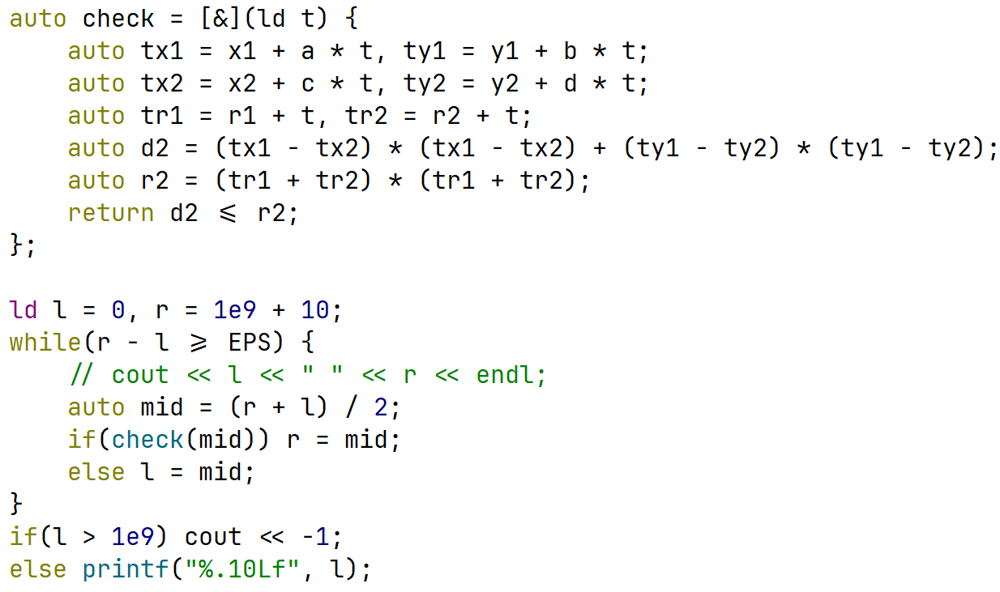 auto check = [&](ld t) {
    auto tx1 = x1 + a * t, ty1 = y1 + b * t;
    auto tx2 = x2 + c * t, ty2 = y2 + d * t;
    auto tr1 = r1 + t, tr2 = r2 + t;
    auto d2 = (tx1 - tx2) * (tx1 - tx2) + (ty1 - ty2) * (ty1 - ty2);
    auto r2 = (tr1 + tr2) * (tr1 + tr2);
    return d2 <= r2;
};

ld l = 0, r = 1e9 + 10;
while(r - l >= EPS) {
    // cout << l << " " << r << endl;
    auto mid = (r + l) / 2;
    if(check(mid)) r = mid;
    else l = mid;
}
if(l > 1e9) cout << -1;
else printf("%.10Lf", l);